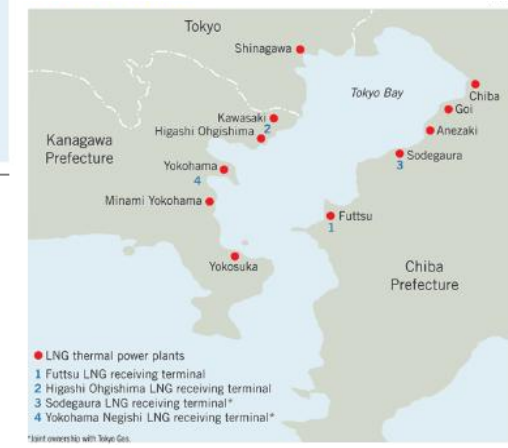 Tokyo
Shinagawa
Tokyo Bay
Chiba
Goi
Anezaki
Kawasaki
2
Higashi Ohgishima
Sodegaura
3
Kanagawa
Prefecture
Yokohama
4
Minami Yokohama
Futtsu
1
Yokosuka
Chiba
Prefecture
LNG thermal power plants
1 Futtsu LNG receiving terminal
2 Higashi Ohgishima LNG receiving terminal
3 Sodegaura LNG receiving terminal*
4 Yokohama Negishi LNG receiving terminal*
*Joint ownership with Tokyo Gas.